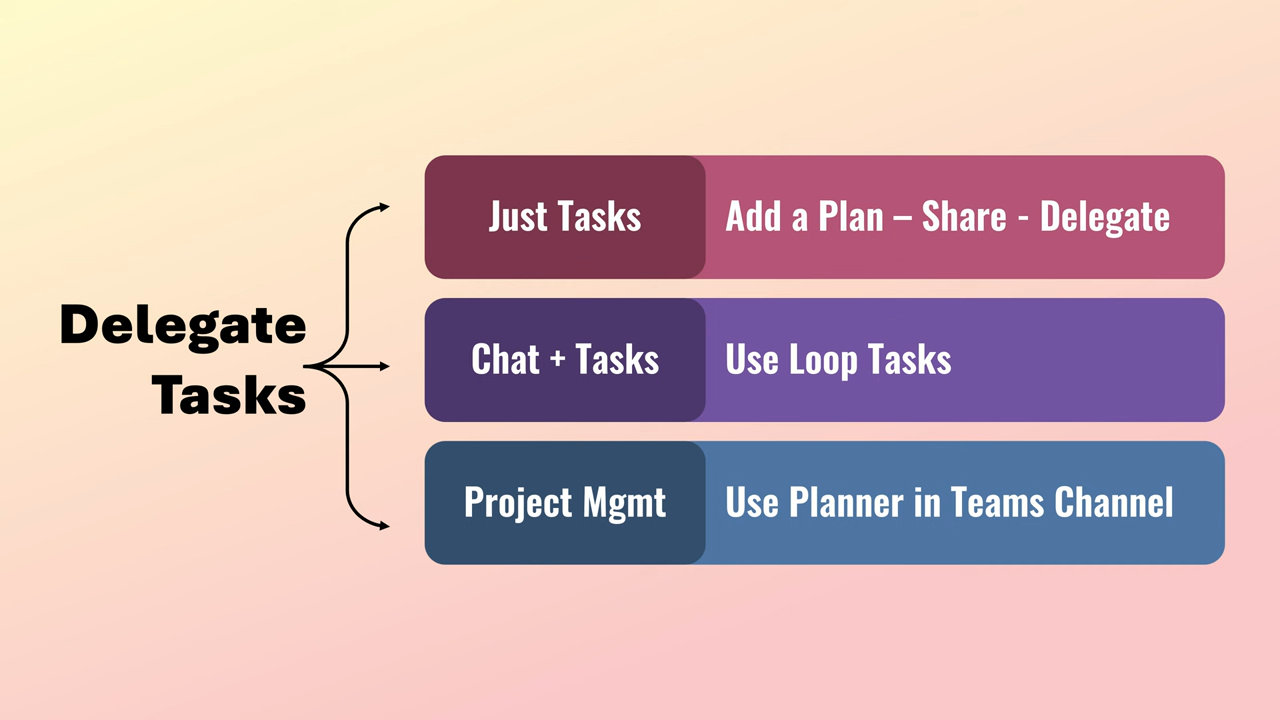 Delegate
Tasks
Just Tasks
Add a Plan – Share - Delegate
Chat + Tasks
Use Loop Tasks
Project Mgmt
Use Planner in Teams Channel